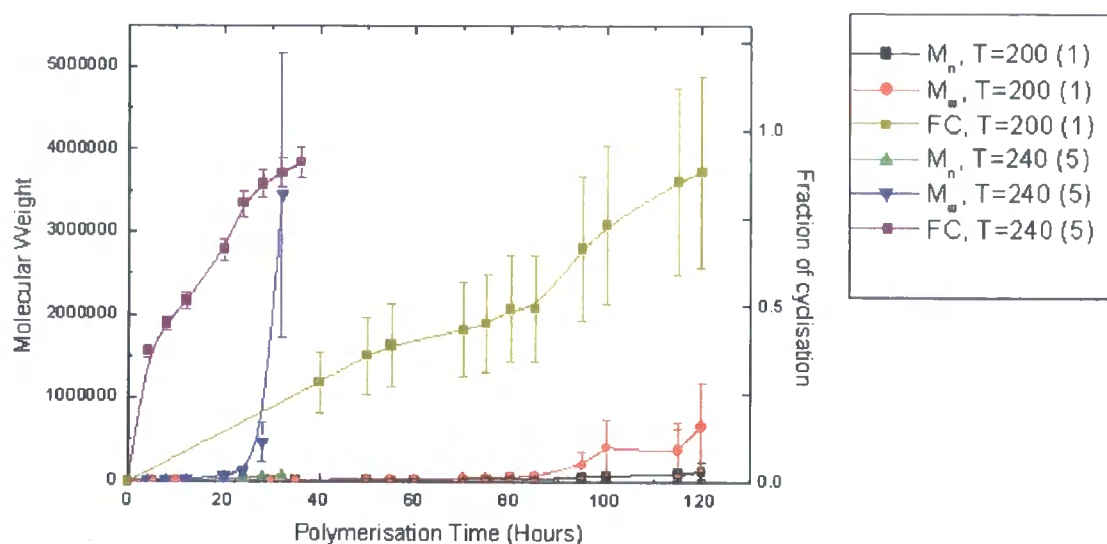 Molecular Weight
5000000
4000000
3000000
2000000
1000000
0
0
20
40
60
80
100
120
Polymerisation Time (Hours)
1.0
0.5
0.0
Fraction of cyclisation
Mn, T=200 (1)
Mw, T=200 (1)
FC, T=200 (1)
Mn, T=240 (5)
Mw, T=240 (5)
FC, T=240 (5)